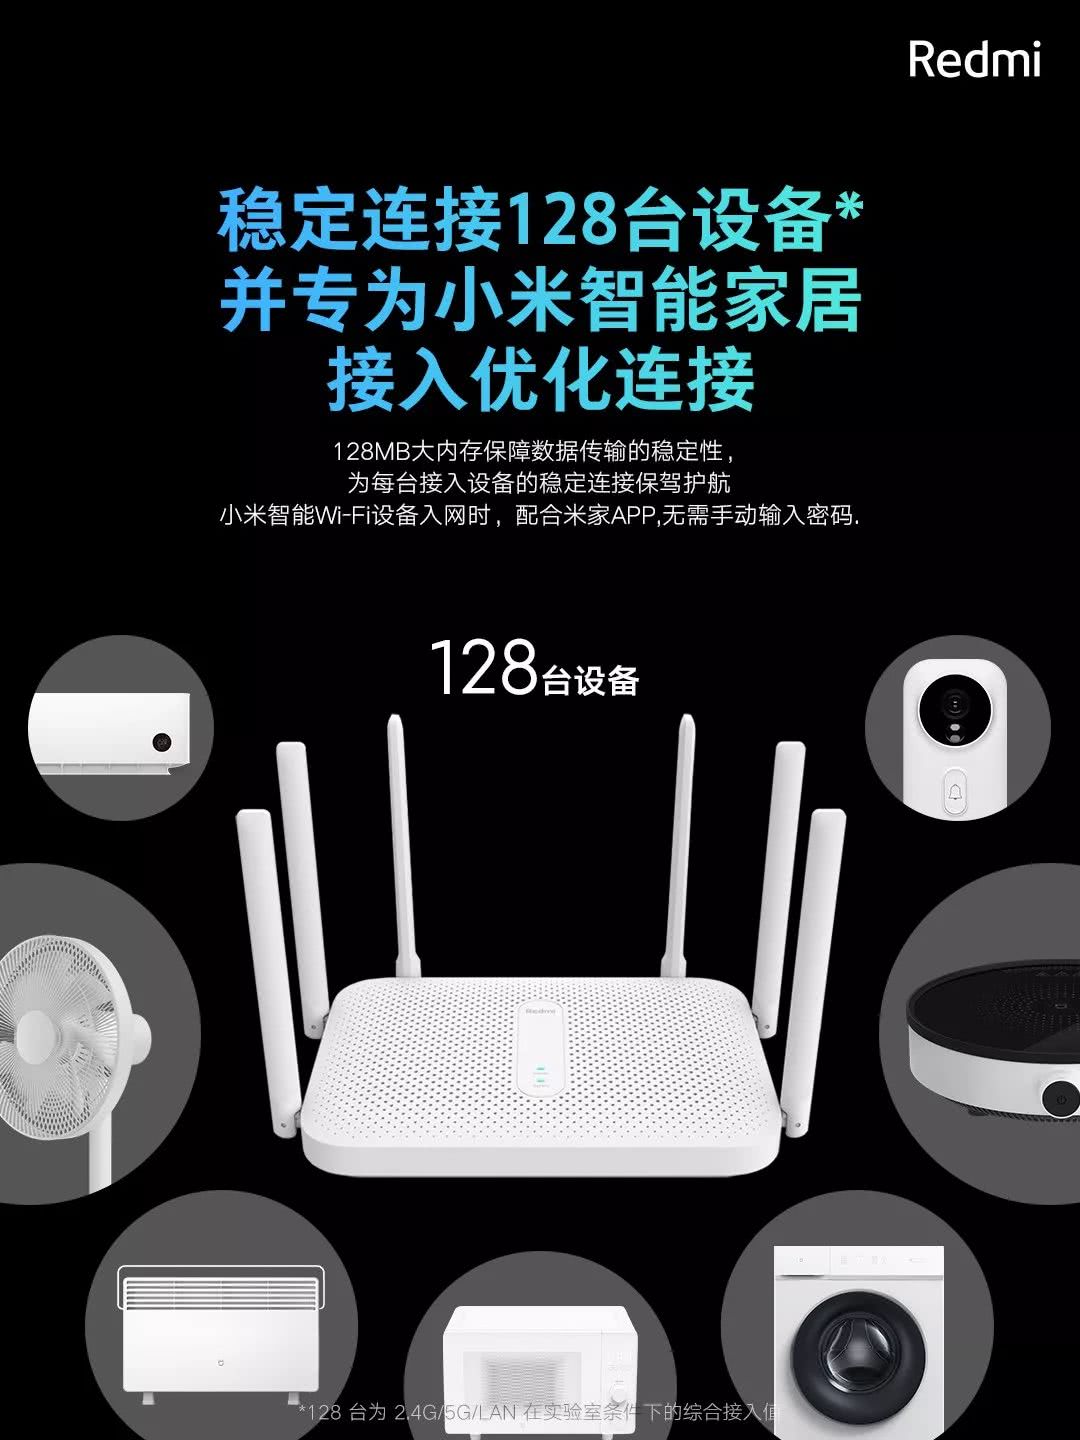 Redmi
稳定连接128台设备*
并专为小米智能家居
接入优化连接
128MB大内存保障数据传输的稳定性，
为每台接入设备的稳定连接保驾护航
小米智能Wi-Fi设备入网时，配合米家APP,无需手动输入密码.
128台设备
Redmi
*128 台为 2.4G/5G/LAN 在实验室条件下的综合接入值